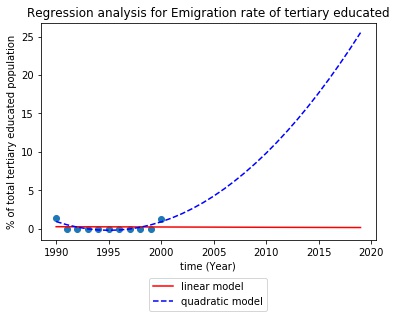 Regression analysis for Emigration rate of tertiary educated
% of total tertiary educated population
25
20
15
10
5
0
1990 1995 2000 2005 2010 2015 2020
time (Year)
linear model
quadratic model